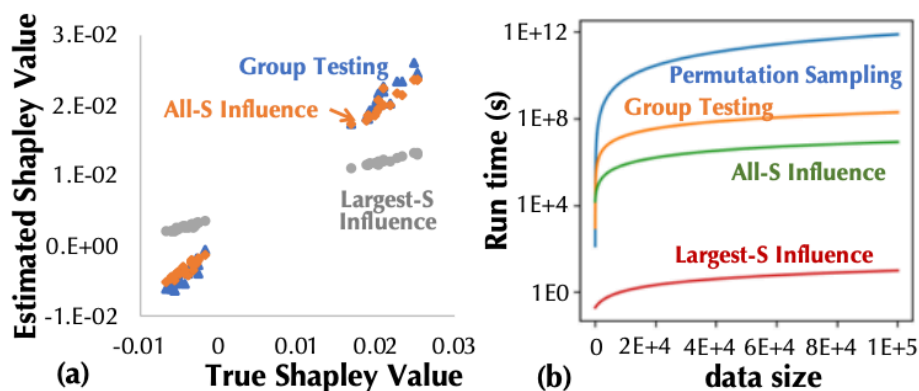 (a)
Estimated Shapley Value
3.E-02
2.E-02
1.E-02
0.E+00
-1.E-02
Group Testing
All-S Influence
Largest-S
Influence
-0.01
0
0.01
0.02
0.03
True Shapley Value
(b)
Run time (s)
1E+12
1E+8
1E+4
1E+0
Permutation Sampling
Group Testing
All-S Influence
Largest-S Influence
0
2E+4
4E+4
6E+4
8E+4
1E+5
data size